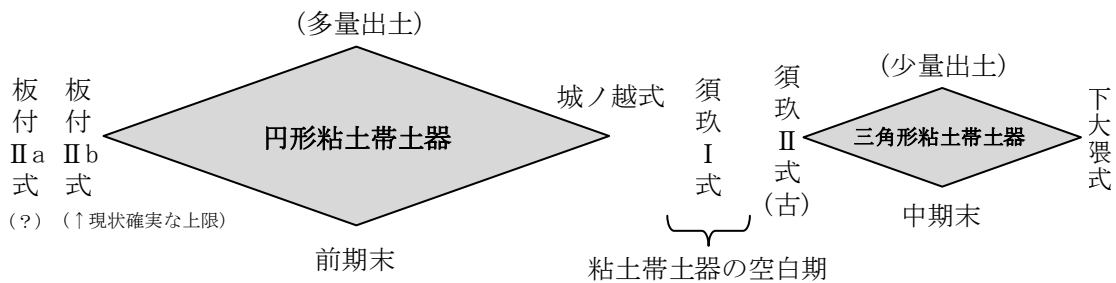 (多量出土)
板付Ⅱa式
(?)
板付Ⅱb式
(↑現状確実な上限)
円形粘土帯土器
前期末
城ノ越式
須玖Ⅰ式
粘土帯土器の空白期
須玖Ⅱ式(古)
(少量出土)
三角形粘土帯土器
中期末
下大隈式